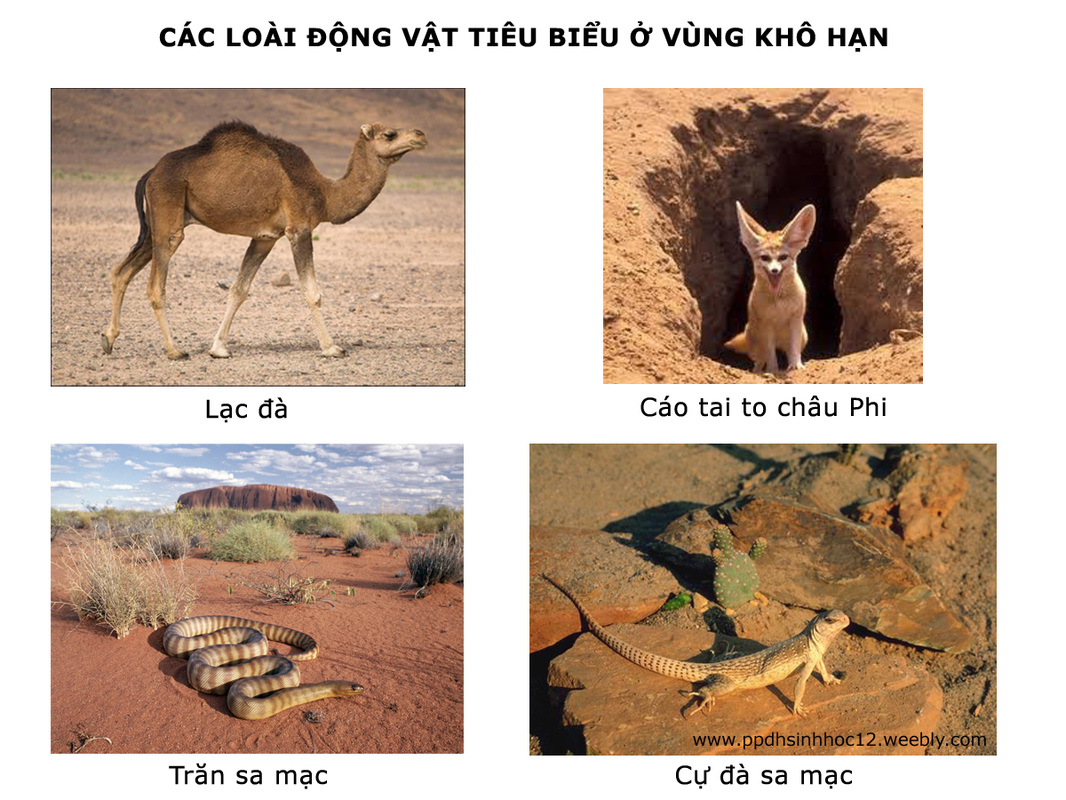 CÁC LOÀI ĐỘNG VẬT TIÊU BIỂU Ở VÙNG KHÔ HẠN
Lạc đà
Cáo tai to châu Phi
www.ppdhsinhhoc12.weebly.com
Trăn sa mạc
Cự đà sa mạc